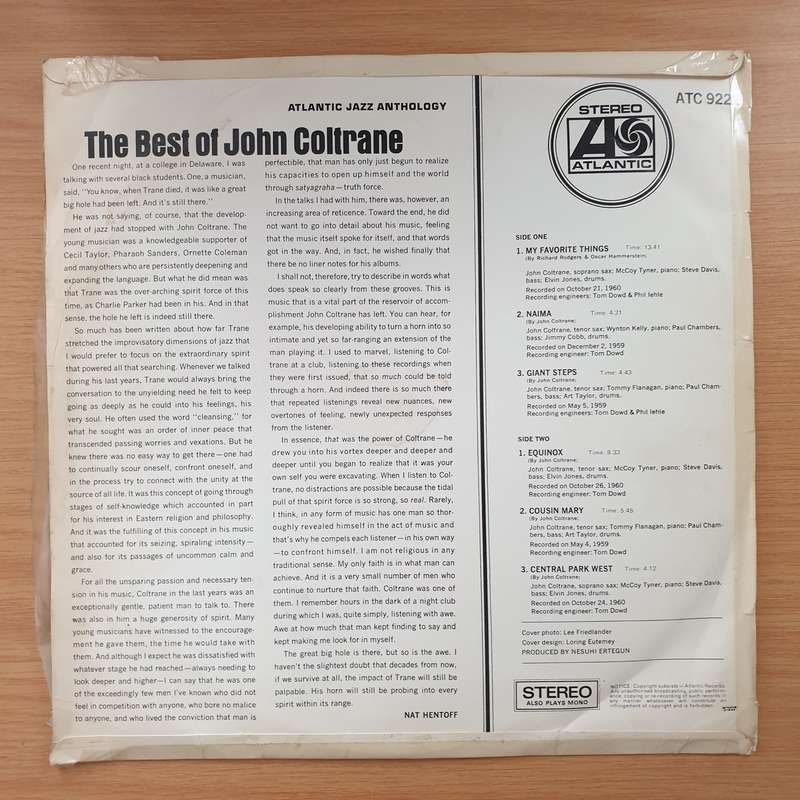 ATLANTIC JAZZ ANTHOLOGY
The Best of John Coltrane
One recent night, at a college in Delaware, I was
talking with several black students. One, a musician,
said, "You know, when Trane died, it was like a great
big hole had been left. And it's still there."
He was not saying, of course, that the develop-
ment of jazz had stopped with John Coltrane. The
young musician was a knowledgeable supporter of
Cecil Taylor, Pharaoh Sanders, Ornette Coleman
and many others who are persistently deepening and
expanding the language. But what he did mean was
that Trane was the over-arching spirit force of this
time, as Charlie Parker had been in his. And in that
sense, the hole he left is indeed still there.
So much has been written about how far Trane
stretched the improvisatory dimensions of jazz that
I would prefer to focus on the extraordinary spirit
that powered all that searching. Whenever we talked
during his last years, Trane would always bring the
conversation to the unyielding need he felt to keep
going as deeply as he could into his feelings, his
very soul. He often used the word "cleansing," for
what he sought was an order of inner peace that
transcended passing worries and vexations. But he
knew there was no easy way to get there—one had
to continually scour oneself, confront oneself, and
in the process try to connect with the unity at the
source of all life. It was this concept of going through
stages of self-knowledge which accounted in part
for his interest in Eastern religion and philosophy.
And it was the fulfilling of this concept in his music
that accounted for its seizing, spiraling intensity—
and also for its passages of uncommon calm and
grace.
For all the unsparing passion and necessary ten-
sion in his music, Coltrane in the last years was an
exceptionally gentle, patient man to talk to. There
was also in him a huge generosity of spirit. Many
young musicians have witnessed to the encourage-
ment he gave them, the time he would take with
them. And although I expect he was dissatisfied with
whatever stage he had reached—always needing to
look deeper and higher—I can say that he was one
of the exceedingly few men I've known who did not
feel in competition with anyone, who bore no malice
to anyone, and who lived the conviction that man is
perfectible, that man has only just begun to realize
his capacities to open up himself and the world
through satyagraha—truth force.
In the talks I had with him, there was, however, an
increasing area of reticence. Toward the end, he did
not want to go into detail about his music, feeling
that the music itself spoke for itself, and that words
got in the way. And, in fact, he wished finally that
there be no liner notes for his albums.
I shall not, therefore, try to describe in words what
does speak so clearly from these grooves. This is
music that is a vital part of the reservoir of accom-
plishment John Coltrane has left. You can hear, for
example, his developing ability to turn a horn into so
intimate and yet so far-ranging an extension of the
man playing it. I used to marvel, listening to Col-
trane at a club, listening to these recordings when
they were first issued, that so much could be told
through a horn. And indeed there is so much there
that repeated listenings reveal new nuances, new
overtones of feeling, newly unexpected responses
from the listener.
In essence, that was the power of Coltrane—he
drew you into his vortex deeper and deeper and
deeper until you began to realize that it was your
own self you were excavating. When I listen to Col-
trane, no distractions are possible because the tidal
pull of that spirit force is so strong, so real. Rarely,
I think, in any form of music has one man so thor-
oughly revealed himself in the act of music and
that's why he compels each listener—in his own way
—to confront himself. I am not religious in any
traditional sense. My only faith is in what man can
achieve. And it is a very small number of men who
continue to nurture that faith. Coltrane was one of
them. I remember hours in the dark of a night club
during which I was, quite simply, listening with awe.
Awe at how much that man kept finding to say and
kept making me look for in myself.
The great big hole is there, but so is the awe. I
haven't the slightest doubt that decades from now,
if we survive at all, the impact of Trane will still be
palpable. His horn will still be probing into every
spirit within its range.
NAT HENTOFF
STEREO
ATLANTIC
ATC 922
SIDE ONE
1. MY FAVORITE THINGS Time: 13.41
(By Richard Rodgers & Oscar Hammerstein;
John Coltrane, soprano sax; McCoy Tyner, piano; Steve Davis,
bass; Elvin Jones, drums.
Recorded on October 21, 1960
Recording engineers: Tom Dowd & Phil Iehle
2. NAIMA Time: 4.21
(By John Coltrane;
John Coltrane, tenor sax; Wynton Kelly, piano; Paul Chambers,
bass; Jimmy Cobb, drums.
Recorded on December 2, 1959
Recording engineer: Tom Dowd
3. GIANT STEPS Time: 4.43
(By John Coltrane;
John Coltrane, tenor sax; Tommy Flanagan, piano; Paul Cham-
bers, bass; Art Taylor, drums.
Recorded on May 5, 1959
Recording engineers: Tom Dowd & Phil Iehle
SIDE TWO
1. EQUINOX Time: 9.33
(By John Coltrane;
John Coltrane, tenor sax; McCoy Tyner, piano; Steve Davis,
bass; Elvin Jones, drums.
Recorded on October 26, 1960
Recording engineer: Tom Dowd
2. COUSIN MARY Time: 5.45
(By John Coltrane;
John Coltrane, tenor sax; Tommy Flanagan, piano; Paul Cham-
bers, bass; Art Taylor, drums.
Recorded on May 4, 1959
Recording engineer: Tom Dowd
3. CENTRAL PARK WEST Time: 4.12
(By John Coltrane;
John Coltrane, soprano sax; McCoy Tyner, piano; Steve Davis,
bass; Elvin Jones, drums.
Recorded on October 24, 1960
Recording engineer: Tom Dowd
Cover photo: Lee Friedlander
Cover design: Loring Eutemey
PRODUCED BY NESUHI ERTEGUN
STEREO
ALSO PLAYS MONO
NOTICE: Copyright subsists – Atlantic Records.
Any unauthorised broadcasting, public perform-
ance, copying or re-recording of such records in
any manner whatsoever will constitute an
infringement of copyright and is forbidden.